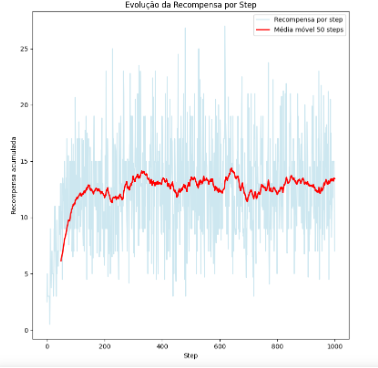 Evolução da Recompensa por Step
Recompensa por step
Média móvel 50 steps
Recompensa acumulada
25
20
15
10
5
0
0 200 400 600 800 1000
Step